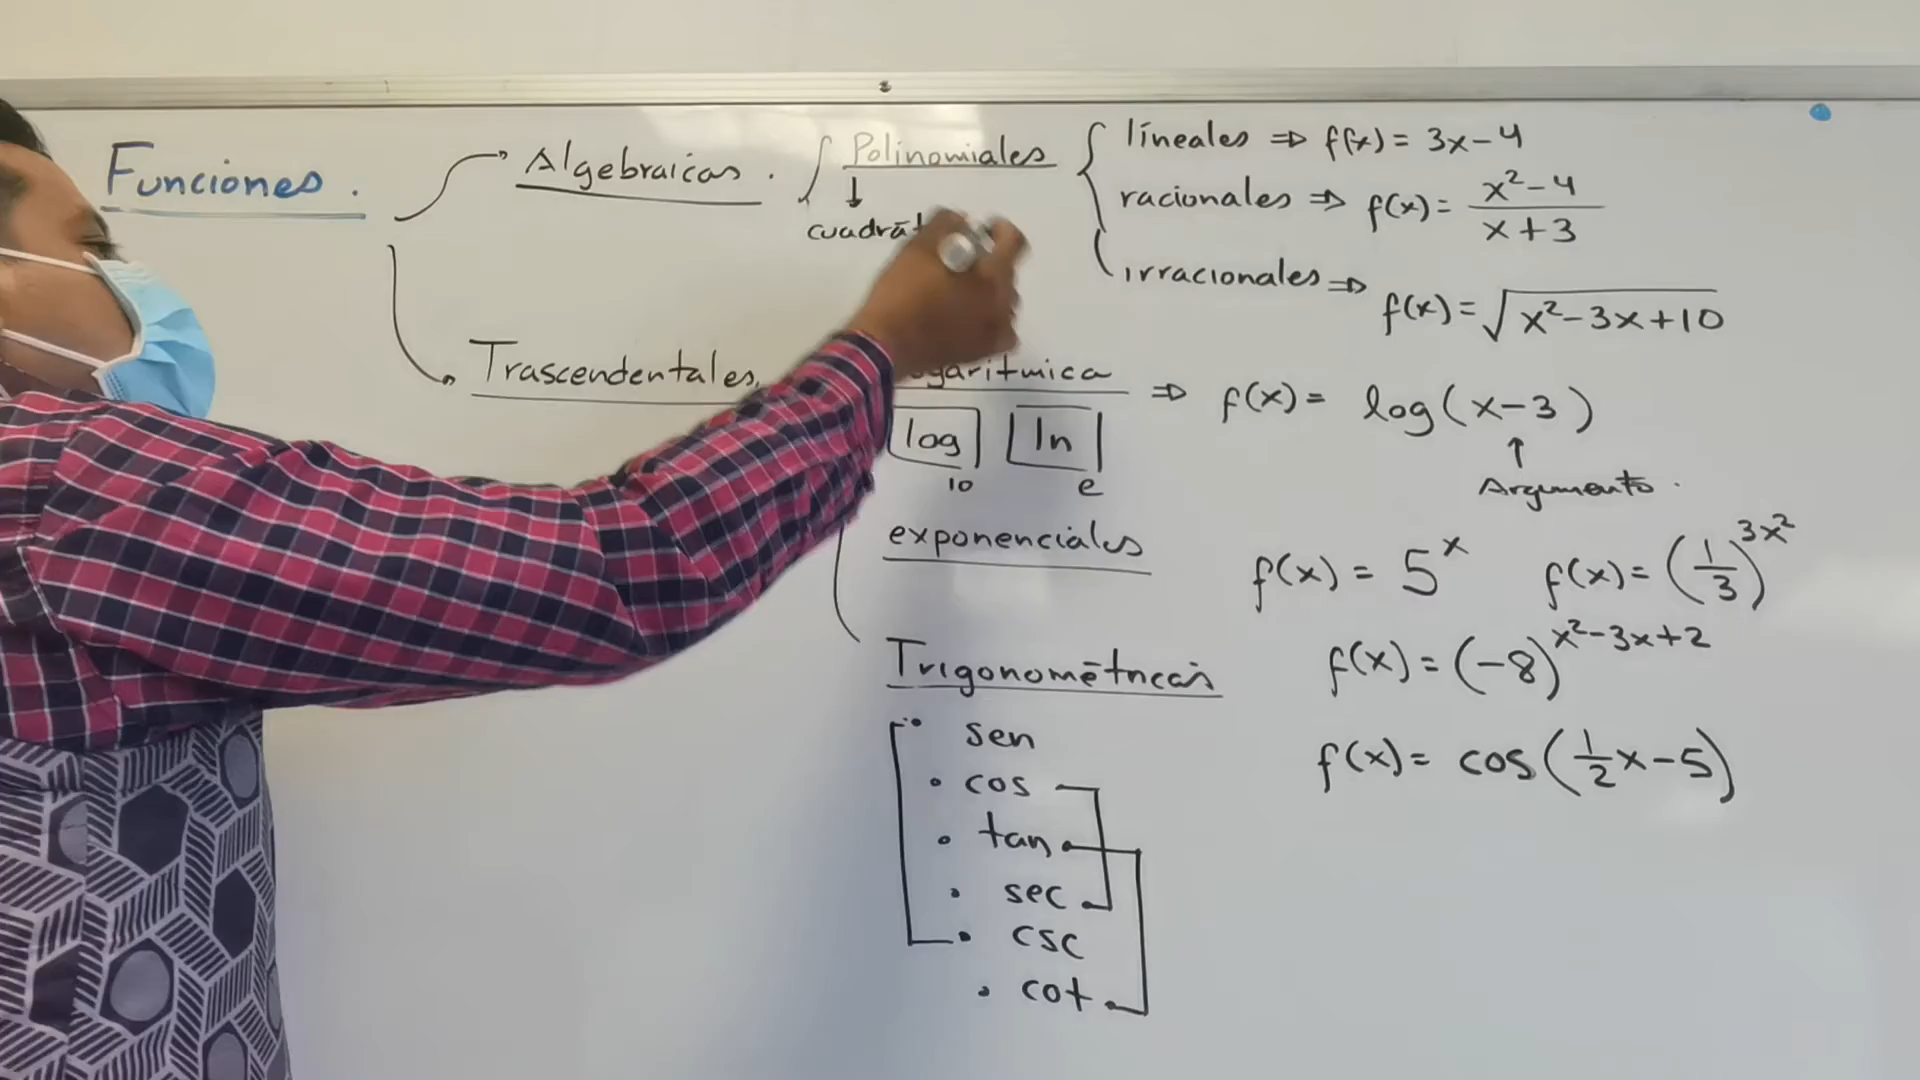 Funciones.
Algebraicas.
Polinomiales
líneales ⇒ f(x) = 3x-4
racionales ⇒ f(x) = \frac{x²-4}{x+3}
irracionales ⇒ f(x) = √(x²-3x+10)
Trascendentales
⇒ f(x) = log(x-3)
↑
Argumento.
log ln
10 e
exponenciales
f(x) = 5^x f(x) = (1/3)^{3x²}
f(x) = (-8)^{x²-3x+2}
Trigonométricas
f(x) = cos(½x-5)
• sen
• cos
• tan
• sec
• csc
• cot